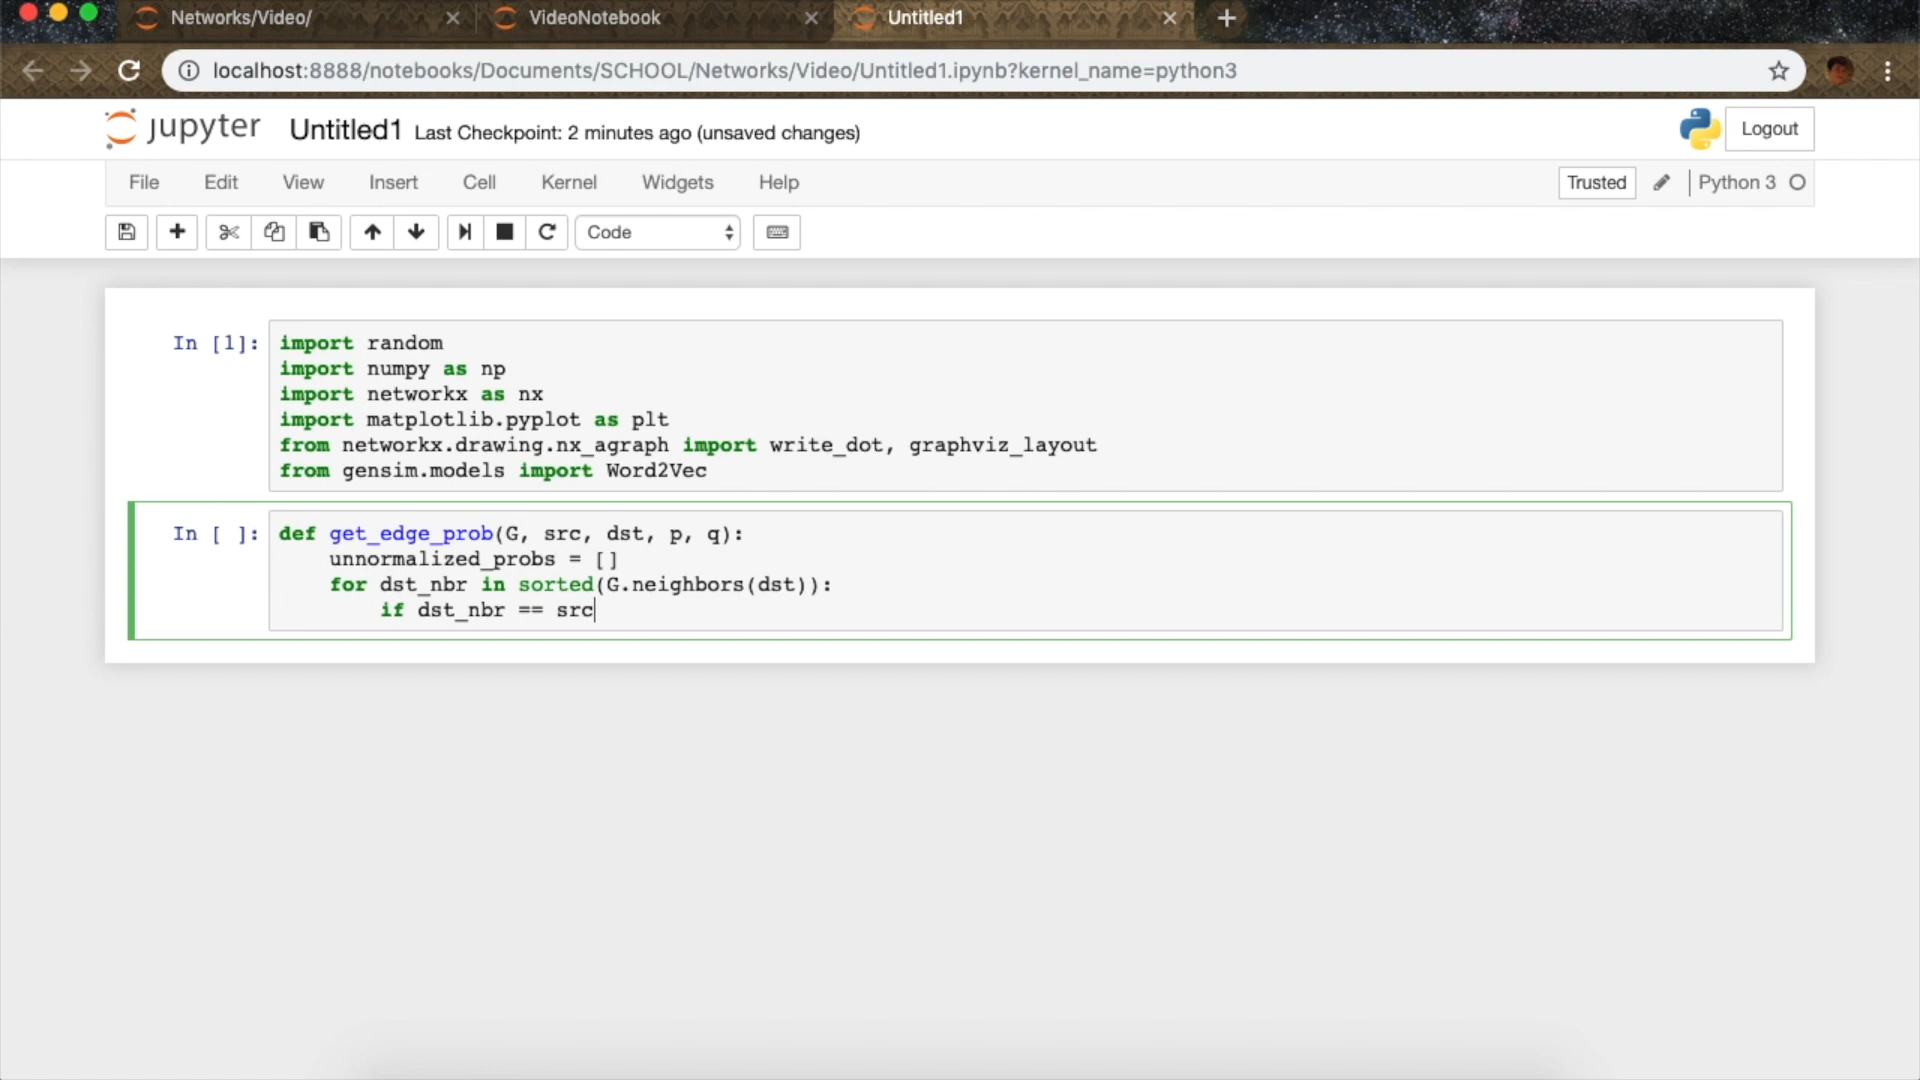 Networks/Video/
VideoNotebook
Untitled1
localhost:8888/notebooks/Documents/SCHOOL/Networks/Video/Untitled1.ipynb?kernel_name=python3
jupyter Untitled1 Last Checkpoint: 2 minutes ago (unsaved changes)
Logout
File Edit View Insert Cell Kernel Widgets Help
Trusted
Python 3
Code
In [1]:
import random
import numpy as np
import networkx as nx
import matplotlib.pyplot as plt
from networkx.drawing.nx_agraph import write_dot, graphviz_layout
from gensim.models import Word2Vec
In [ ]:
def get_edge_prob(G, src, dst, p, q):
    unnormalized_probs = []
    for dst_nbr in sorted(G.neighbors(dst)):
        if dst_nbr == src